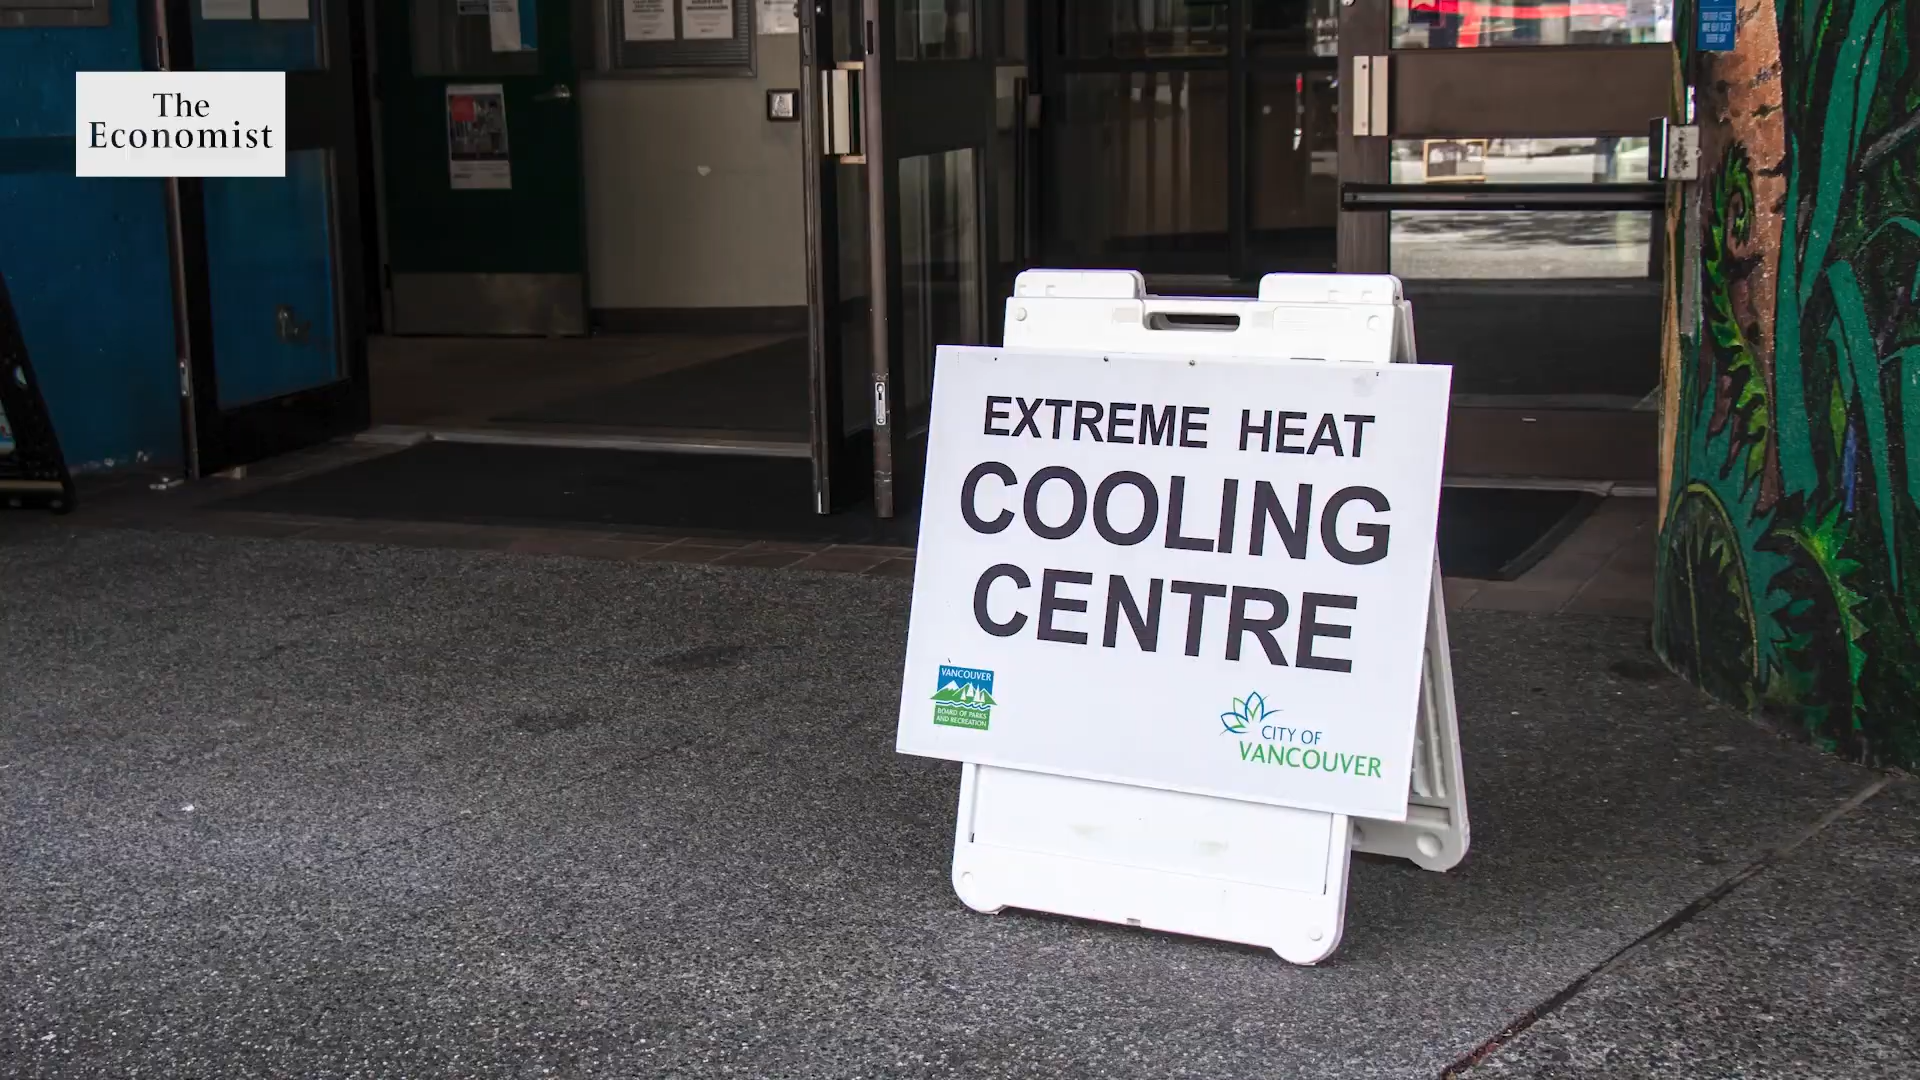 The
Economist
EXTREME HEAT
COOLING
CENTRE
VANCOUVER
BOARD OF PARKS
AND RECREATION
CITY OF
VANCOUVER